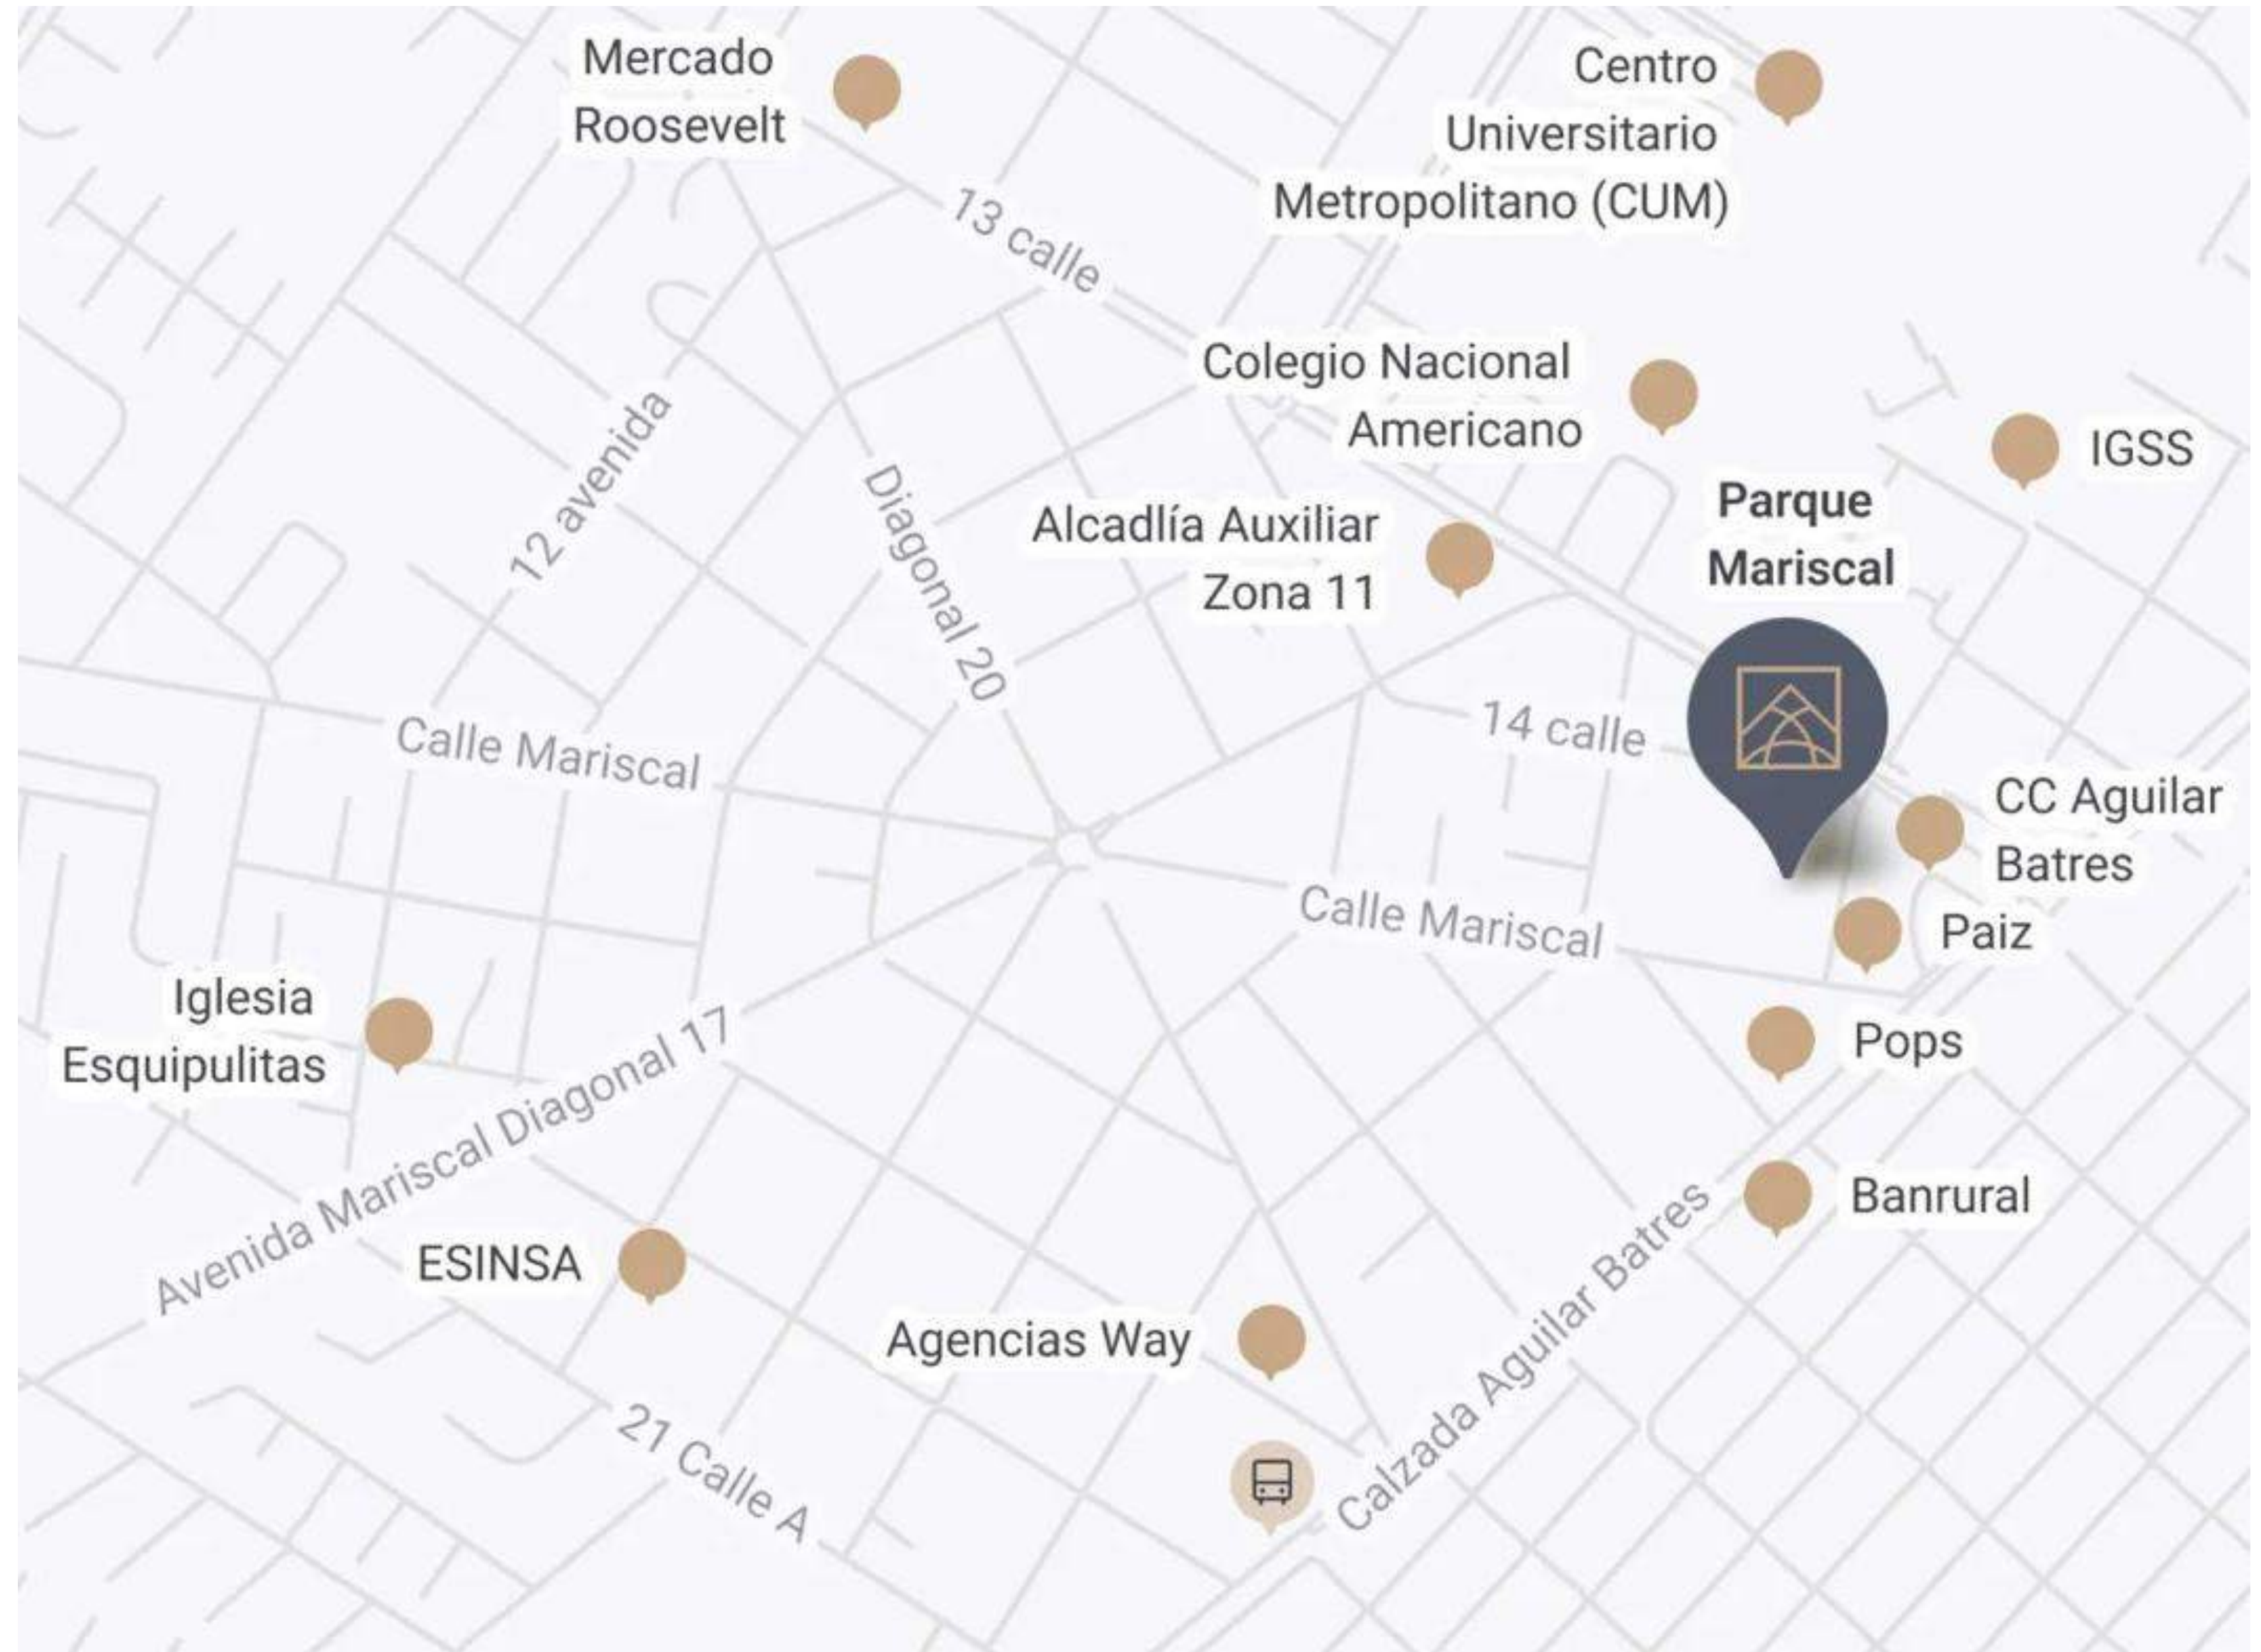 Mercado
Roosevelt
Centro
Universitario
Metropolitano (CUM)
13 calle
Colegio Nacional
Americano
IGSS
12 avenida
Diagonal 20
Parque
Mariscal
Alcadlía Auxiliar
Zona 11
14 calle
Calle Mariscal
CC Aguilar
Batres
Calle Mariscal
Paiz
Iglesia
Esquipulitas
Pops
Avenida Mariscal Diagonal 17
Banrural
ESINSA
Agencias Way
Calzada Aguilar Batres
21 Calle A